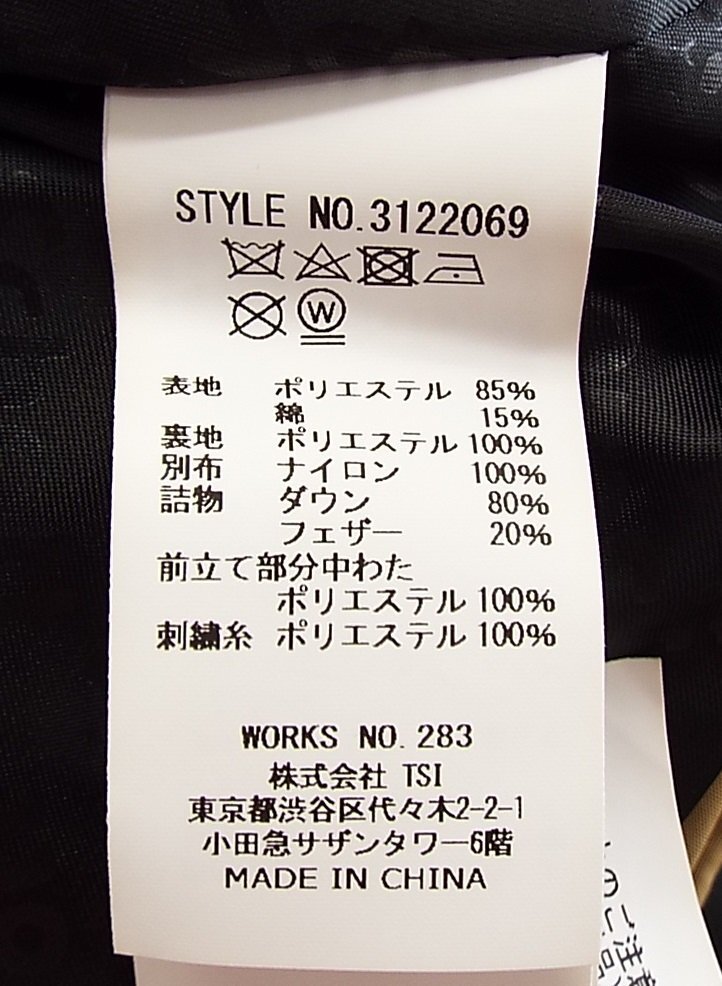 STYLE NO.3122069
W
表地 ポリエステル 85%
綿 15%
裏地 ポリエステル 100%
別布 ナイロン 100%
詰物 ダウン 80%
フェザー 20%
前立て部分中わた
ポリエステル 100%
刺繍糸 ポリエステル 100%
WORKS NO. 283
株式会社 TSI
東京都渋谷区代々木2-2-1
小田急サザンタワー6階
MADE IN CHINA
のご注意